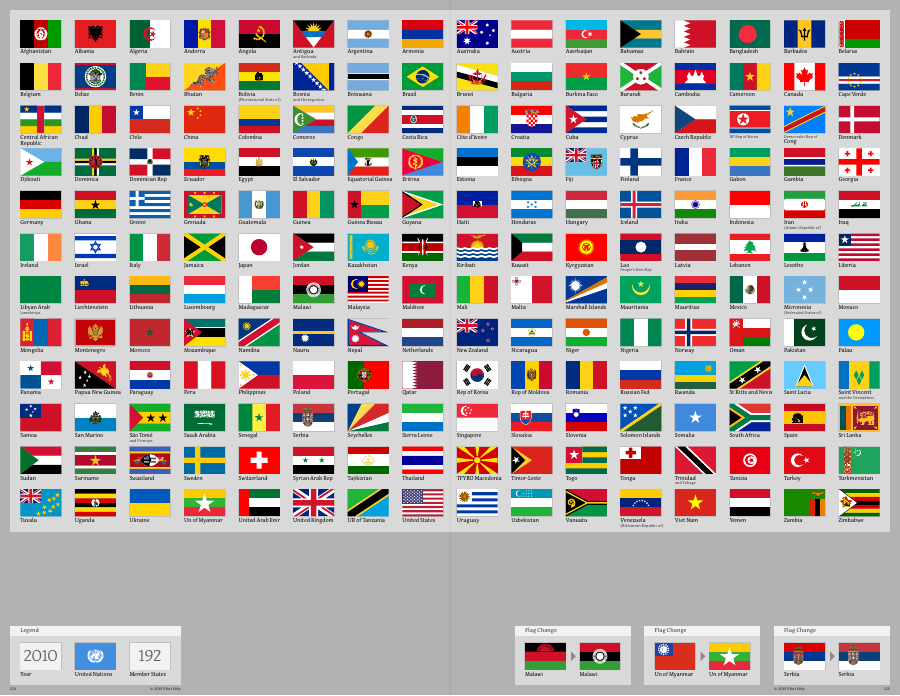 Afghanistan Albania Algeria Andorra Angola Antigua and Barbuda Argentina Armenia Australia Austria Azerbaijan Bahamas Bahrain Bangladesh Barbados Belarus
Belgium Belize Benin Bhutan Bolivia (Plurinational State of) Bosnia and Herzegovina Botswana Brazil Brunei Bulgaria Burkina Faso Burundi Cambodia Cameroon Canada Cape Verde
Central African Republic Chad Chile China Colombia Comoros Congo Costa Rica Côte d'Ivoire Croatia Cuba Cyprus Czech Republic DP Rep of Korea Democratic Rep of Congo Denmark
Djibouti Dominica Dominican Rep Ecuador Egypt El Salvador Equatorial Guinea Eritrea Estonia Ethiopia Fiji Finland France Gabon Gambia Georgia
Germany Ghana Greece Grenada Guatemala Guinea Guinea Bissau Guyana Haiti Honduras Hungary Iceland India Indonesia Iran (Islamic Republic of) Iraq
Ireland Israel Italy Jamaica Japan Jordan Kazakhstan Kenya Kiribati Kuwait Kyrgyzstan Lao People's Dem Rep Latvia Lebanon Lesotho Liberia
Libyan Arab Jamahiriya Liechtenstein Lithuania Luxembourg Madagascar Malawi Malaysia Maldives Mali Malta Marshall Islands Mauritania Mauritius Mexico Micronesia (Federated States of) Monaco
Mongolia Montenegro Morocco Mozambique Namibia Nauru Nepal Netherlands New Zealand Nicaragua Niger Nigeria Norway Oman Pakistan Palau
Panama Papua New Guinea Paraguay Peru Philippines Poland Portugal Qatar Rep of Korea Rep of Moldova Romania Russian Fed Rwanda St Kitts and Nevis Saint Lucia Saint Vincent and the Grenadines
Samoa San Marino São Tomé and Principe Saudi Arabia Senegal Serbia Seychelles Sierra Leone Singapore Slovakia Slovenia Solomon Islands Somalia South Africa Spain Sri Lanka
Sudan Suriname Swaziland Sweden Switzerland Syrian Arab Rep Tajikistan Thailand TFYRO Macedonia Timor-Leste Togo Tonga Trinidad and Tobago Tunisia Turkey Turkmenistan
Tuvalu Uganda Ukraine Un of Myanmar United Arab Emr United Kingdom UR of Tanzania United States Uruguay Uzbekistan Vanuatu Venezuela (Bolivarian Republic of) Viet Nam Yemen Zambia Zimbabwe
Legend Flag Change Flag Change Flag Change
2010 192
Year United Nations Member States Malawi Malawi Un of Myanmar Un of Myanmar Serbia Serbia